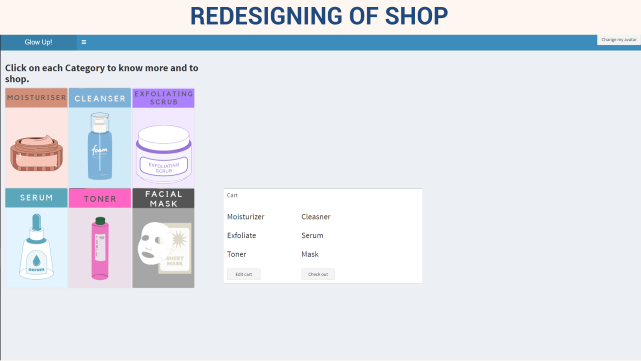 REDESIGNING OF SHOP
Glow Up!
Change my avatar
Click on each Category to know more and to
shop.
MOISTURISER
CLEANSER
EXFOLIATING
SCRUB
foam
EXFOLIATING
SCRUB
SERUM
TONER
FACIAL
MASK
serum
SHEET
MASK
Cart
Moisturizer
Clease­r
Exfoliate
Serum
Toner
Mask
Edit cart
Check out